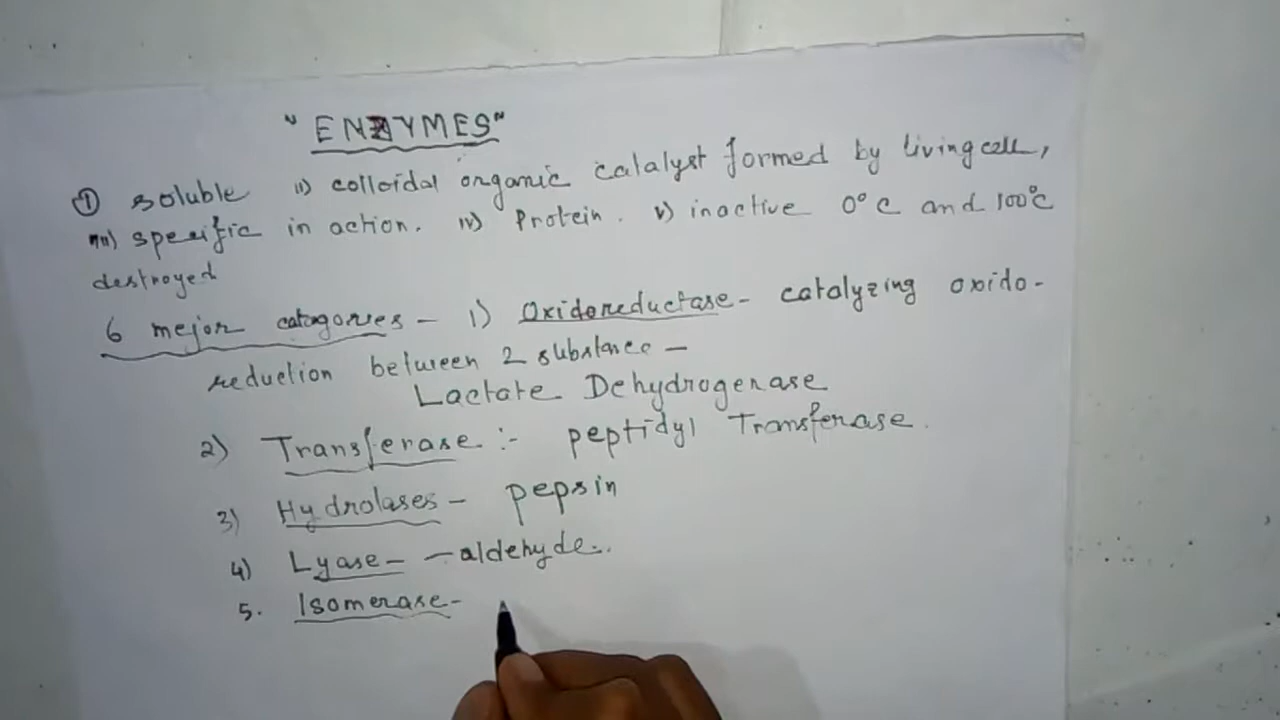 "ENZYMES"
① soluble ii) colloidal organic catalyst formed by living cell,
iii) specific in action. iv) Protein. v) inactive 0°C and 100°C
destroyed
6 mejor catagories - 1) Oxidoreductase - catalyzing oxido-
reduction between 2 substance -
Lactate Dehydrogenase
2) Transferase :- peptidyl Transferase.
3) Hydrolases - pepsin
4) Lyase - - aldehyde..
5. Isomerase -